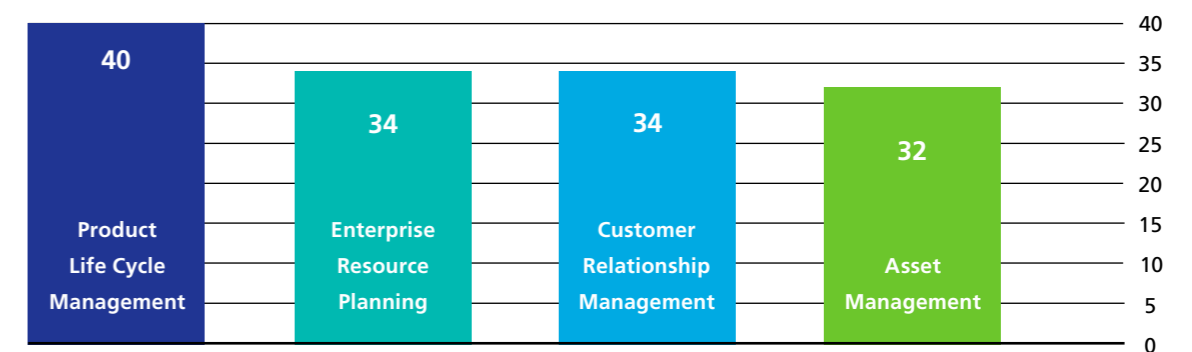 40
Product
Life Cycle
Management
34
Enterprise
Resource
Planning
34
Customer
Relationship
Management
32
Asset
Management
40
35
30
25
20
15
10
5
0